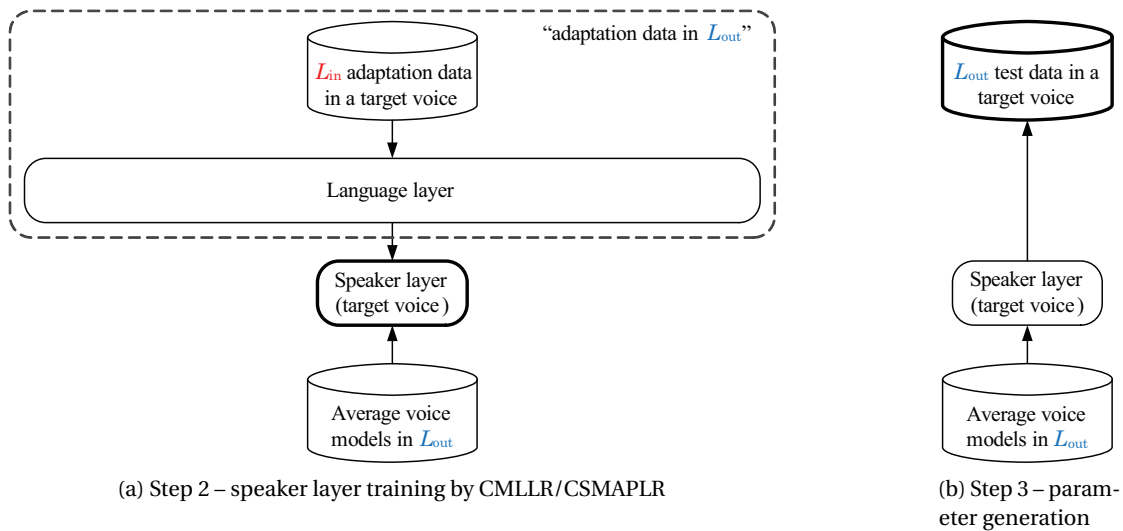 “adaptation data in Lout”
Lin adaptation data
in a target voice
Language layer
Speaker layer
(target voice)
Average voice
models in Lout
(a) Step 2 – speaker layer training by CMLLR/CSMAPLR
Lout test data in a
target voice
Speaker layer
(target voice)
Average voice
models in Lout
(b) Step 3 – param-
eter generation